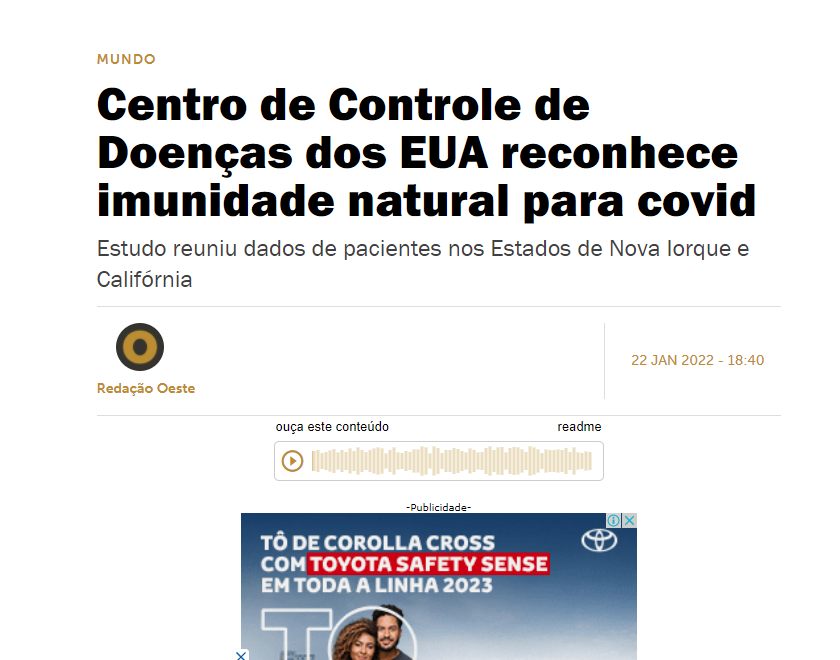 MUNDO
Centro de Controle de
Doenças dos EUA reconhece
imunidade natural para covid
Estudo reuniu dados de pacientes nos Estados de Nova Iorque e
Califórnia
Redação Oeste
22 JAN 2022 - 18:40
ouça este conteúdo
readme
-Publicidade-
TÔ DE COROLLA CROSS
COM TOYOTA SAFETY SENSE
EM TODA A LINHA 2023
TÔ